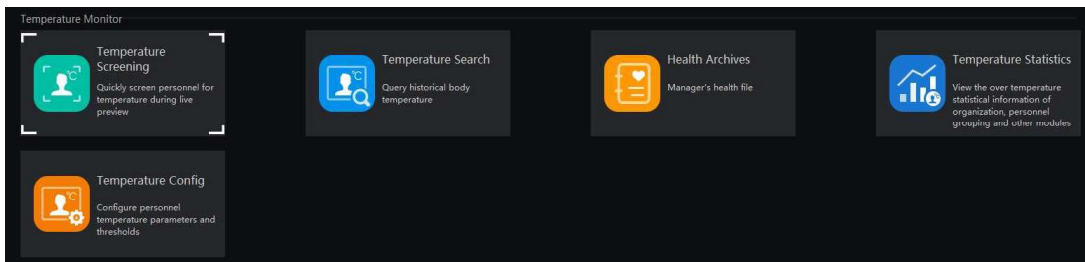 Temperature Monitor
Temperature
Screening
Quickly screen personnel for
temperature during live
preview
Temperature Search
Query historical body
temperature
Health Archives
Manager's health file
Temperature Statistics
View the over temperature
statistical information of
organization, personnel
grouping and other modules
Temperature Config
Configure personnel
temperature parameters and
thresholds